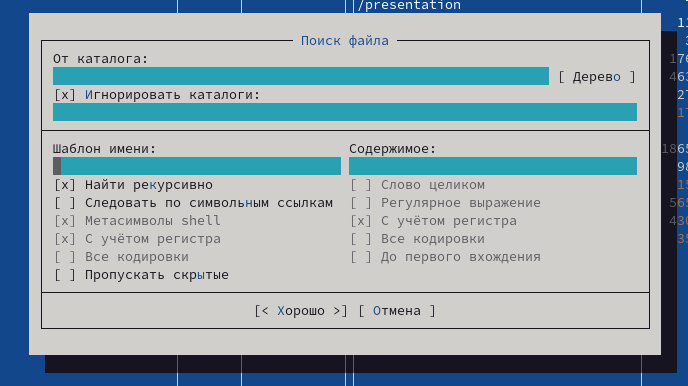 /presentation
Поиск файла
От каталога:
[ Дерево ]
[x] Игнорировать каталоги:
Шаблон имени: Содержимое:
[x] Найти рекурсивно [ ] Слово целиком
[ ] Следовать по символьным ссылкам [ ] Регулярное выражение
[x] Метасимволы shell [x] С учётом регистра
[x] С учётом регистра [ ] Все кодировки
[ ] Все кодировки [ ] До первого вхождения
[ ] Пропускать скрытые
[< Хорошо >] [ Отмена ]